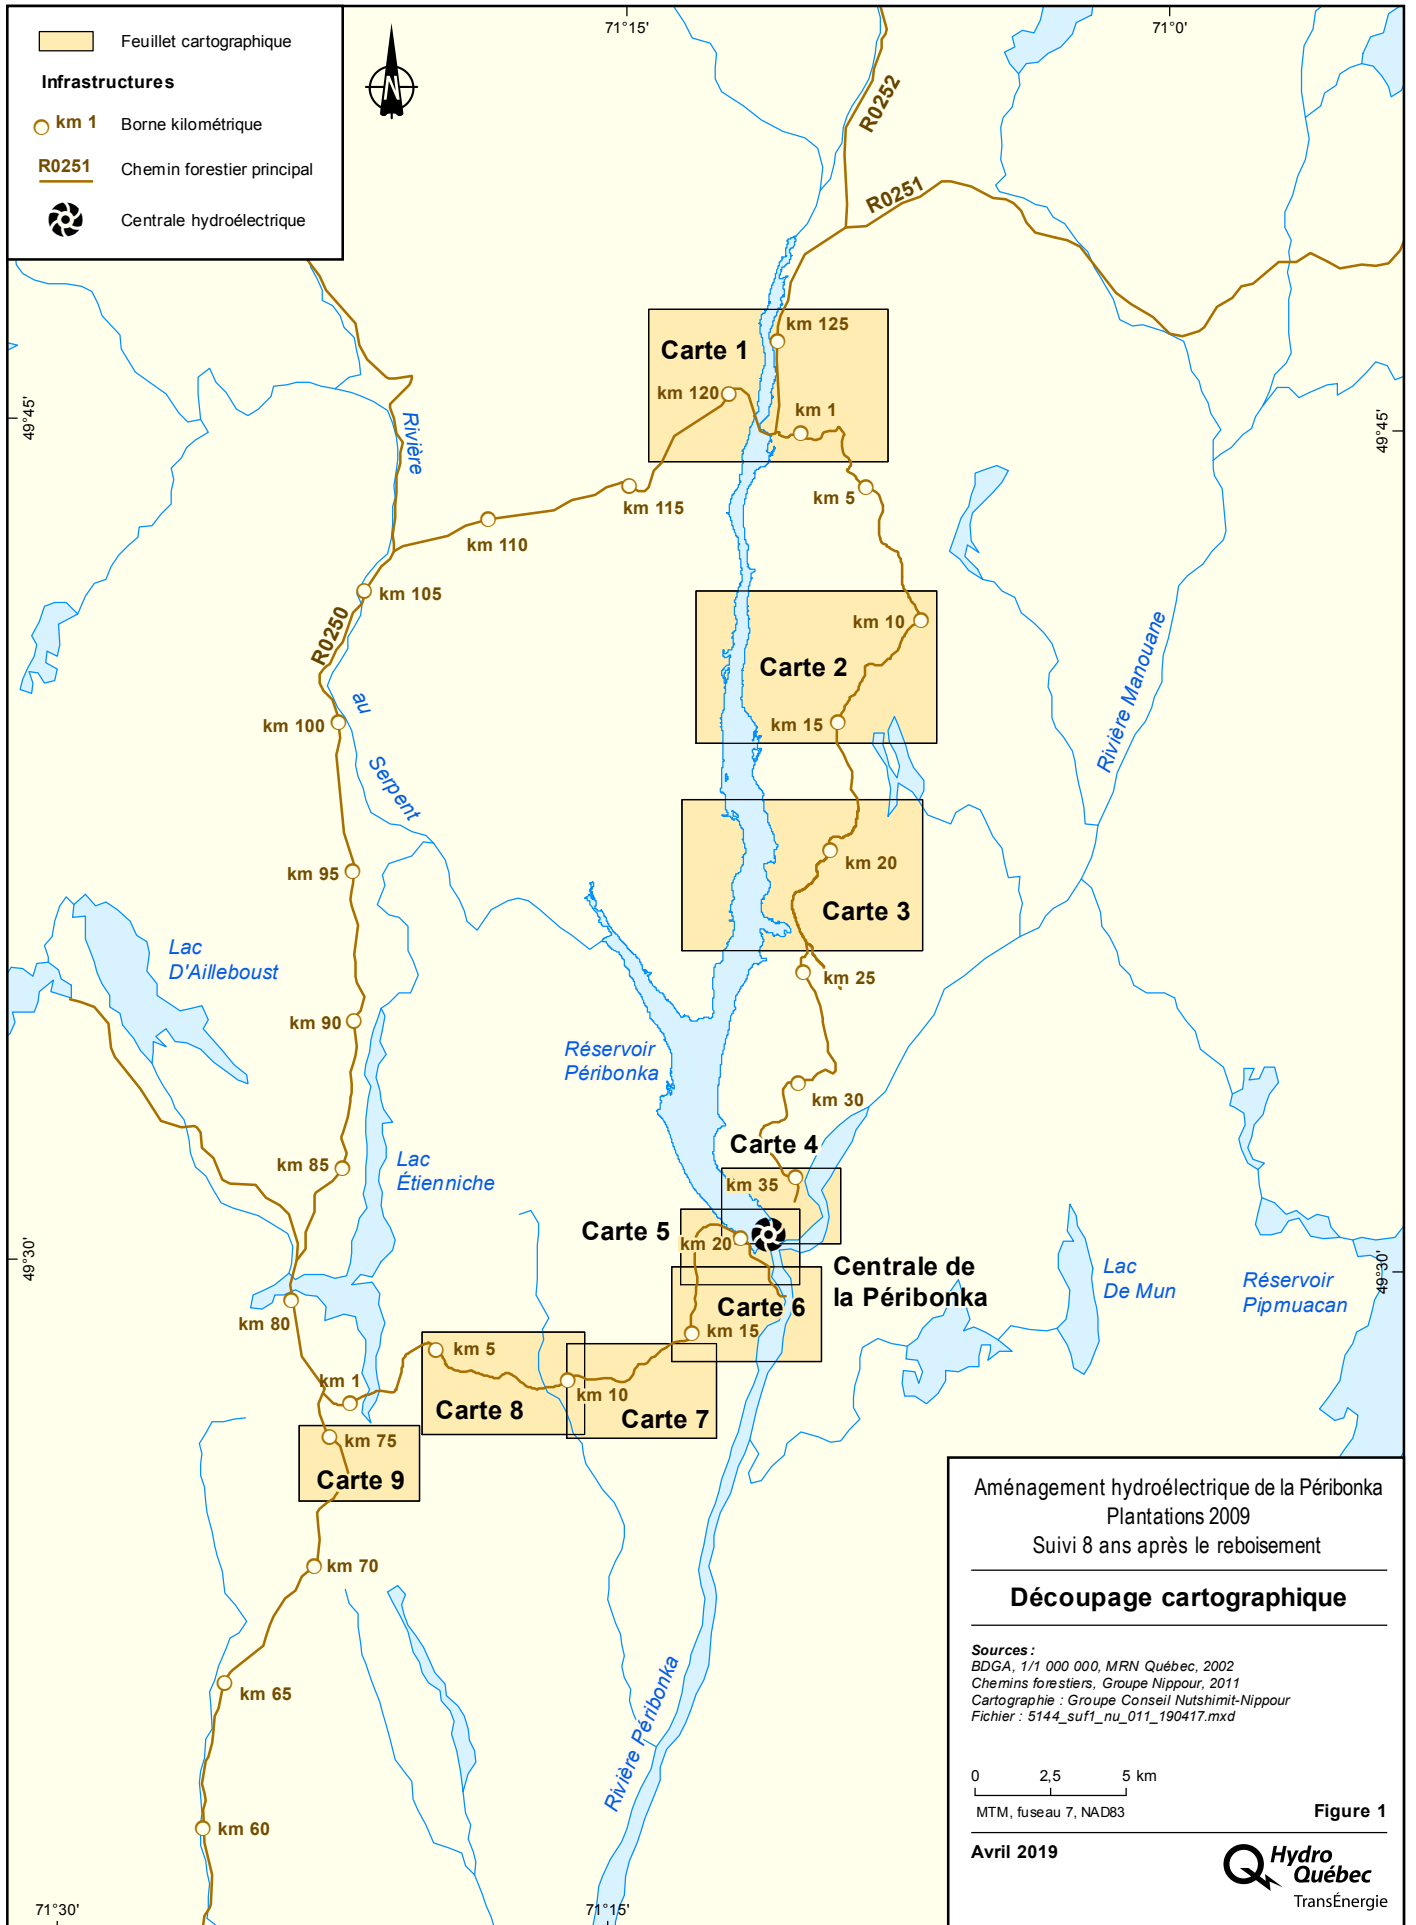 Feuillet cartographique
Infrastructures
km 1 Borne kilométrique
R0251 Chemin forestier principal
Centrale hydroélectrique
N
71°15'
71°0'
R0252
R0251
km 125
Carte 1
km 120
km 1
49°45'
49°45'
Rivière
km 5
km 115
km 110
km 105
R0250
km 10
Carte 2
Rivière Manouane
au
km 100
km 15
Serpent
km 95
km 20
Carte 3
Lac
D'Ailleboust
km 25
km 90
Réservoir
Péribonka
km 30
Carte 4
km 85
Lac
Étienniche
km 35
Carte 5
km 20
49°30'
49°30'
Centrale de
la Péribonka
Lac
De Mun
Réservoir
Pipmuacan
Carte 6
km 80
km 15
km 5
km 1
km 10
Carte 8
Carte 7
km 75
Carte 9
km 70
km 65
Rivière Péribonka
km 60
71°30'
71°15'
Aménagement hydroélectrique de la Péribonka
Plantations 2009
Suivi 8 ans après le reboisement
Découpage cartographique
Sources :
BDGA, 1/1 000 000, MRN Québec, 2002
Chemins forestiers, Groupe Nippour, 2011
Cartographie : Groupe Conseil Nutshimit-Nippour
Fichier : 5144_suf1_nu_011_190417.mxd
0 2,5 5 km
MTM, fuseau 7, NAD83
Figure 1
Avril 2019
Hydro
Québec
TransÉnergie